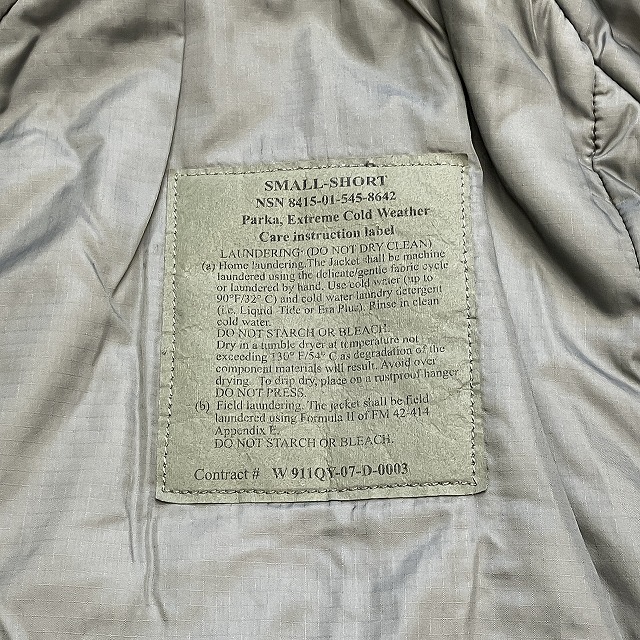 SMALL-SHORT
NSN 8415-01-545-8642
Parka, Extreme Cold Weather
Care instruction label
LAUNDERING: (DO NOT DRY CLEAN)
(a) Home laundering. The Jacket shall be machine
laundered using the delicate/gentle fabric cycle
or laundered by hand. Use cold water (up to
90°F/32° C) and cold water laundry detergent
(i.e. Liquid Tide or Era Plus). Rinse in clean
cold water.
DO NOT STARCH OR BLEACH.
Dry in a tumble dryer at temperature not
exceeding 130° F/54° C as degradation of the
component materials will result. Avoid over
drying. To drip dry, place on a rustproof hanger
DO NOT PRESS.
(b) Field laundering. The jacket shall be field
laundered using Formula II of FM 42-414
Appendix E.
DO NOT STARCH OR BLEACH.
Contract # W911QY-07-D-0003